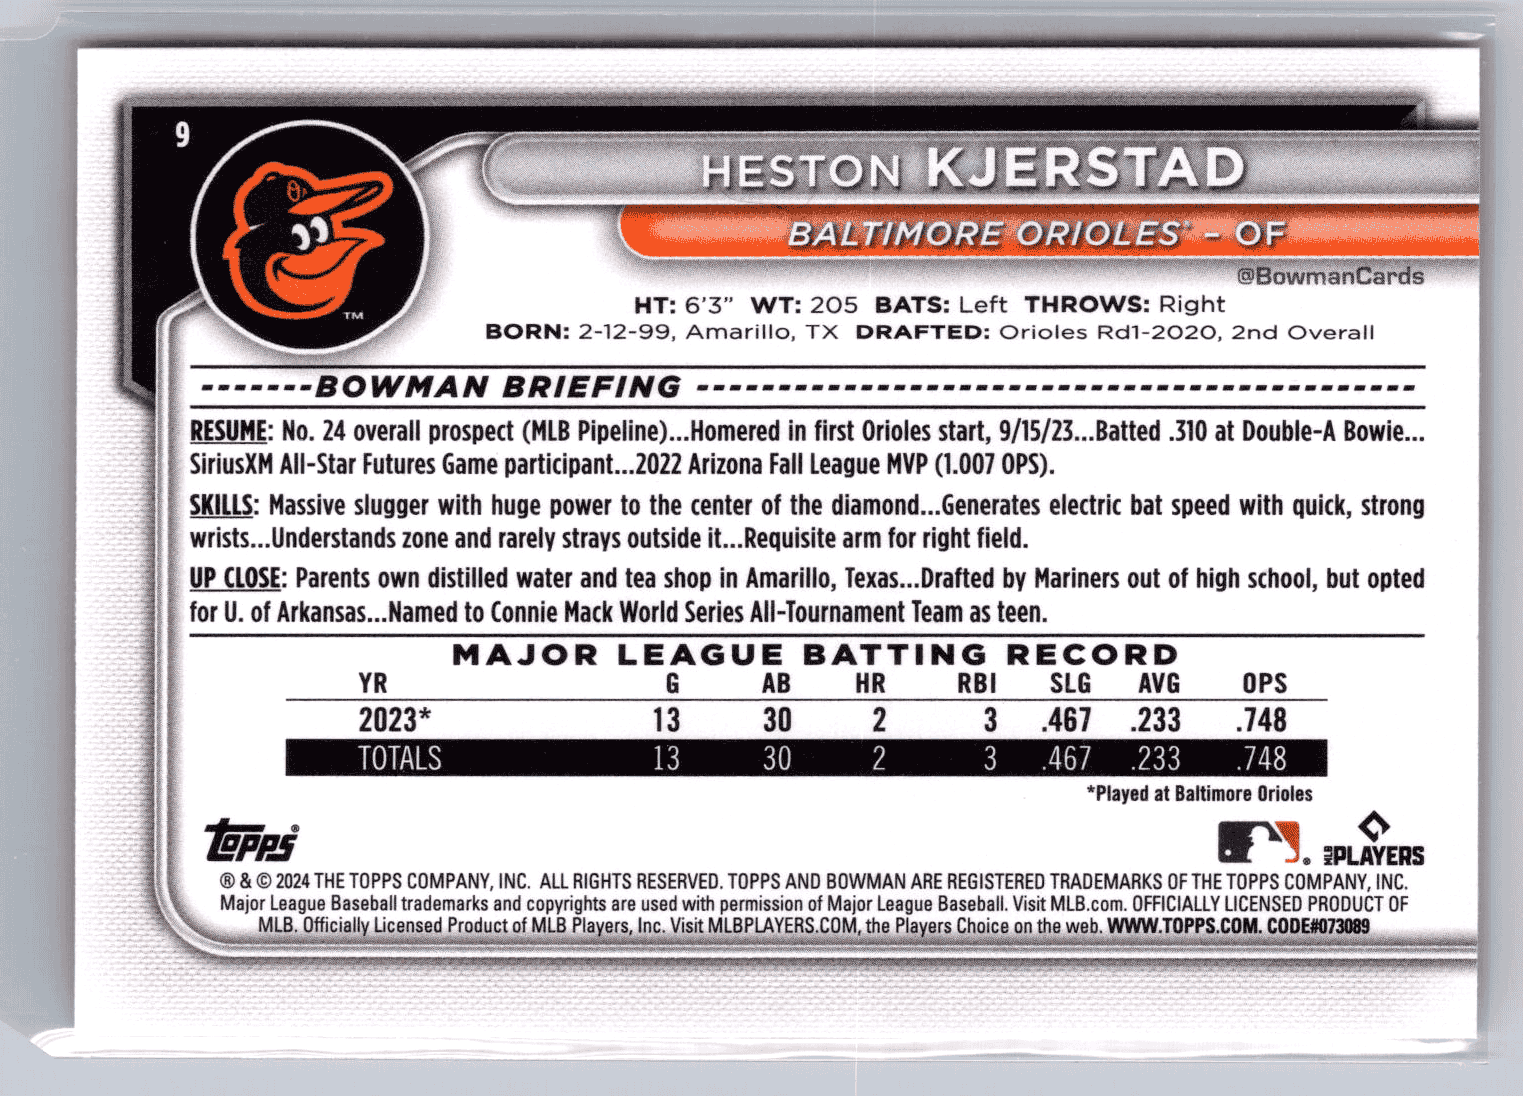 9
HESTON KJERSTAD
BALTIMORE ORIOLES® – OF
@BowmanCards
HT: 6'3" WT: 205 BATS: Left THROWS: Right
BORN: 2-12-99, Amarillo, TX DRAFTED: Orioles Rd1-2020, 2nd Overall
TM
BOWMAN BRIEFING
RESUME: No. 24 overall prospect (MLB Pipeline)...Homered in first Orioles start, 9/15/23...Batted .310 at Double-A Bowie...
SiriusXM All-Star Futures Game participant...2022 Arizona Fall League MVP (1.007 OPS).
SKILLS: Massive slugger with huge power to the center of the diamond...Generates electric bat speed with quick, strong
wrists...Understands zone and rarely strays outside it...Requisite arm for right field.
UP CLOSE: Parents own distilled water and tea shop in Amarillo, Texas...Drafted by Mariners out of high school, but opted
for U. of Arkansas...Named to Connie Mack World Series All-Tournament Team as teen.
MAJOR LEAGUE BATTING RECORD
YR G AB HR RBI SLG AVG OPS
2023* 13 30 2 3 .467 .233 .748
TOTALS 13 30 2 3 .467 .233 .748
*Played at Baltimore Orioles
topps®
®
MLB PLAYERS
® & © 2024 THE TOPPS COMPANY, INC. ALL RIGHTS RESERVED. TOPPS AND BOWMAN ARE REGISTERED TRADEMARKS OF THE TOPPS COMPANY, INC.
Major League Baseball trademarks and copyrights are used with permission of Major League Baseball. Visit MLB.com. OFFICIALLY LICENSED PRODUCT OF
MLB. Officially Licensed Product of MLB Players, Inc. Visit MLBPLAYERS.COM, the Players Choice on the web. WWW.TOPPS.COM. CODE#073089